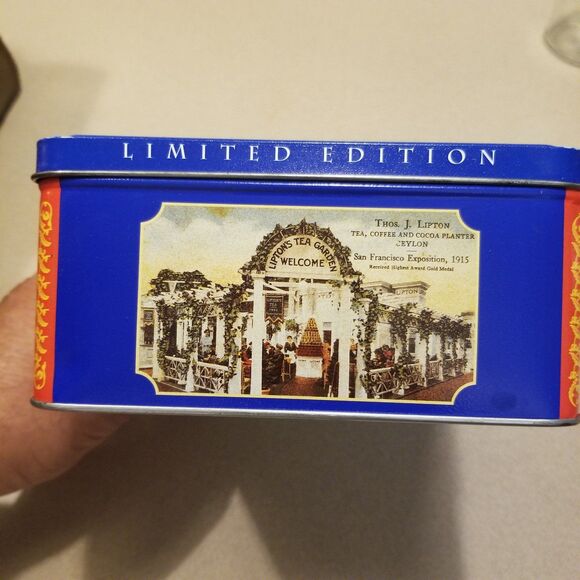 LIMITED EDITION
THOS. J. LIPTON
TEA, COFFEE AND COCOA PLANTER
CEYLON
San Francisco Exposition, 1915
Received Highest Award Gold Medal
LIPTON'S TEA GARDEN
WELCOME
LIPTON